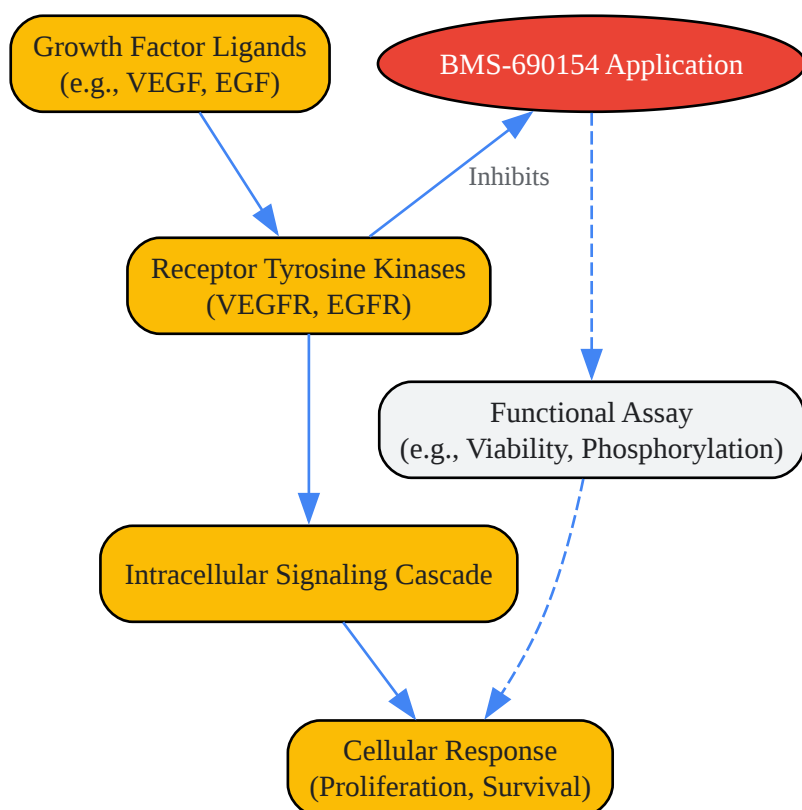 Growth Factor Ligands
(e.g., VEGF, EGF)
BMS-690154 Application
Inhibits
Receptor Tyrosine Kinases
(VEGFR, EGFR)
Functional Assay
(e.g., Viability, Phosphorylation)
Intracellular Signaling Cascade
Cellular Response
(Proliferation, Survival)